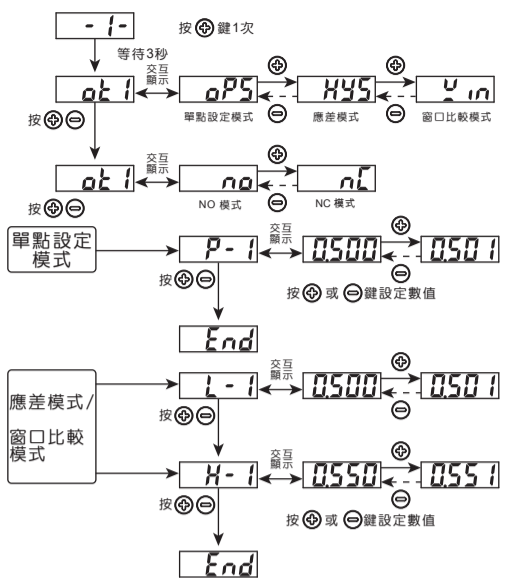 - 1 -
按 ⊕ 鍵1次
等待3秒
ot1
交互
顯示
oPS
⊕
⊖
HYS
⊕
⊖
按⊕⊖
單點設定模式
應差模式
窗口比較模式
ot1
交互
顯示
no
⊕
⊖
nC
按⊕⊖
NO 模式
NC 模式
單點設定
模式
P - 1
交互
顯示
0.500
⊕
⊖
0.501
按⊕⊖
按⊕ 或 ⊖鍵設定數值
End
應差模式/
窗口比較
模式
L - 1
交互
顯示
0.500
⊕
⊖
0.501
按⊕⊖
H - 1
交互
顯示
0.550
⊕
⊖
0.551
按⊕⊖
按⊕ 或 ⊖鍵設定數值
End